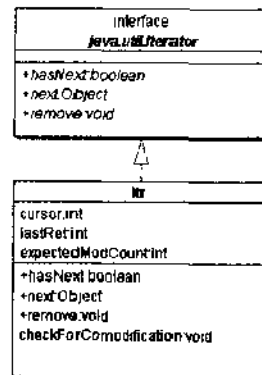 interface
java.util.Iterator
+hasNext:boolean
+next:Object
+remove:void
Itr
cursor:int
lastRet:int
expectedModCount:int
+hasNext:boolean
+next:Object
+remove:void
checkForComodification:void